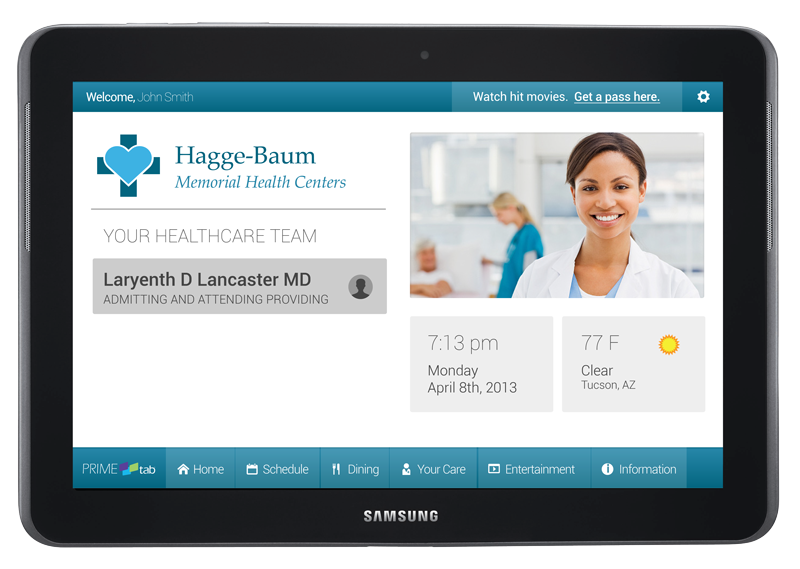 Welcome, John Smith
Watch hit movies. Get a pass here.
Hagge-Baum
Memorial Health Centers
YOUR HEALTHCARE TEAM
Laryenth D Lancaster MD
ADMITTING AND ATTENDING PROVIDING
7:13 pm
Monday
April 8th, 2013
77 F
Clear
Tucson, AZ
PRIME tab
Home
Schedule
Dining
Your Care
Entertainment
Information
SAMSUNG